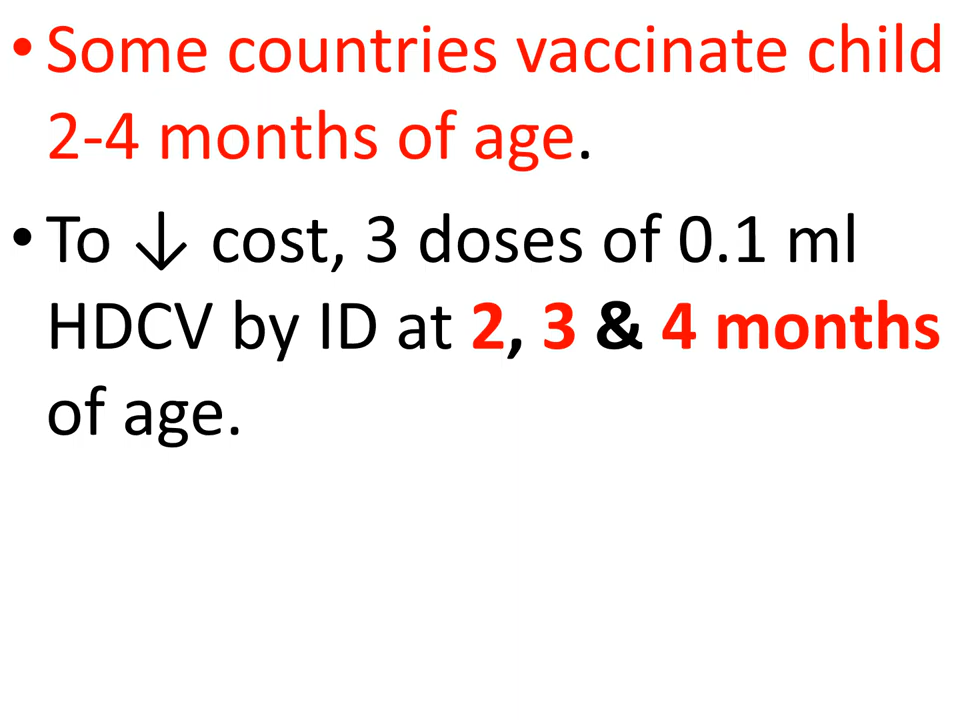 • Some countries vaccinate child
2-4 months of age.
• To ↓ cost, 3 doses of 0.1 ml
HDCV by ID at 2, 3 & 4 months
of age.